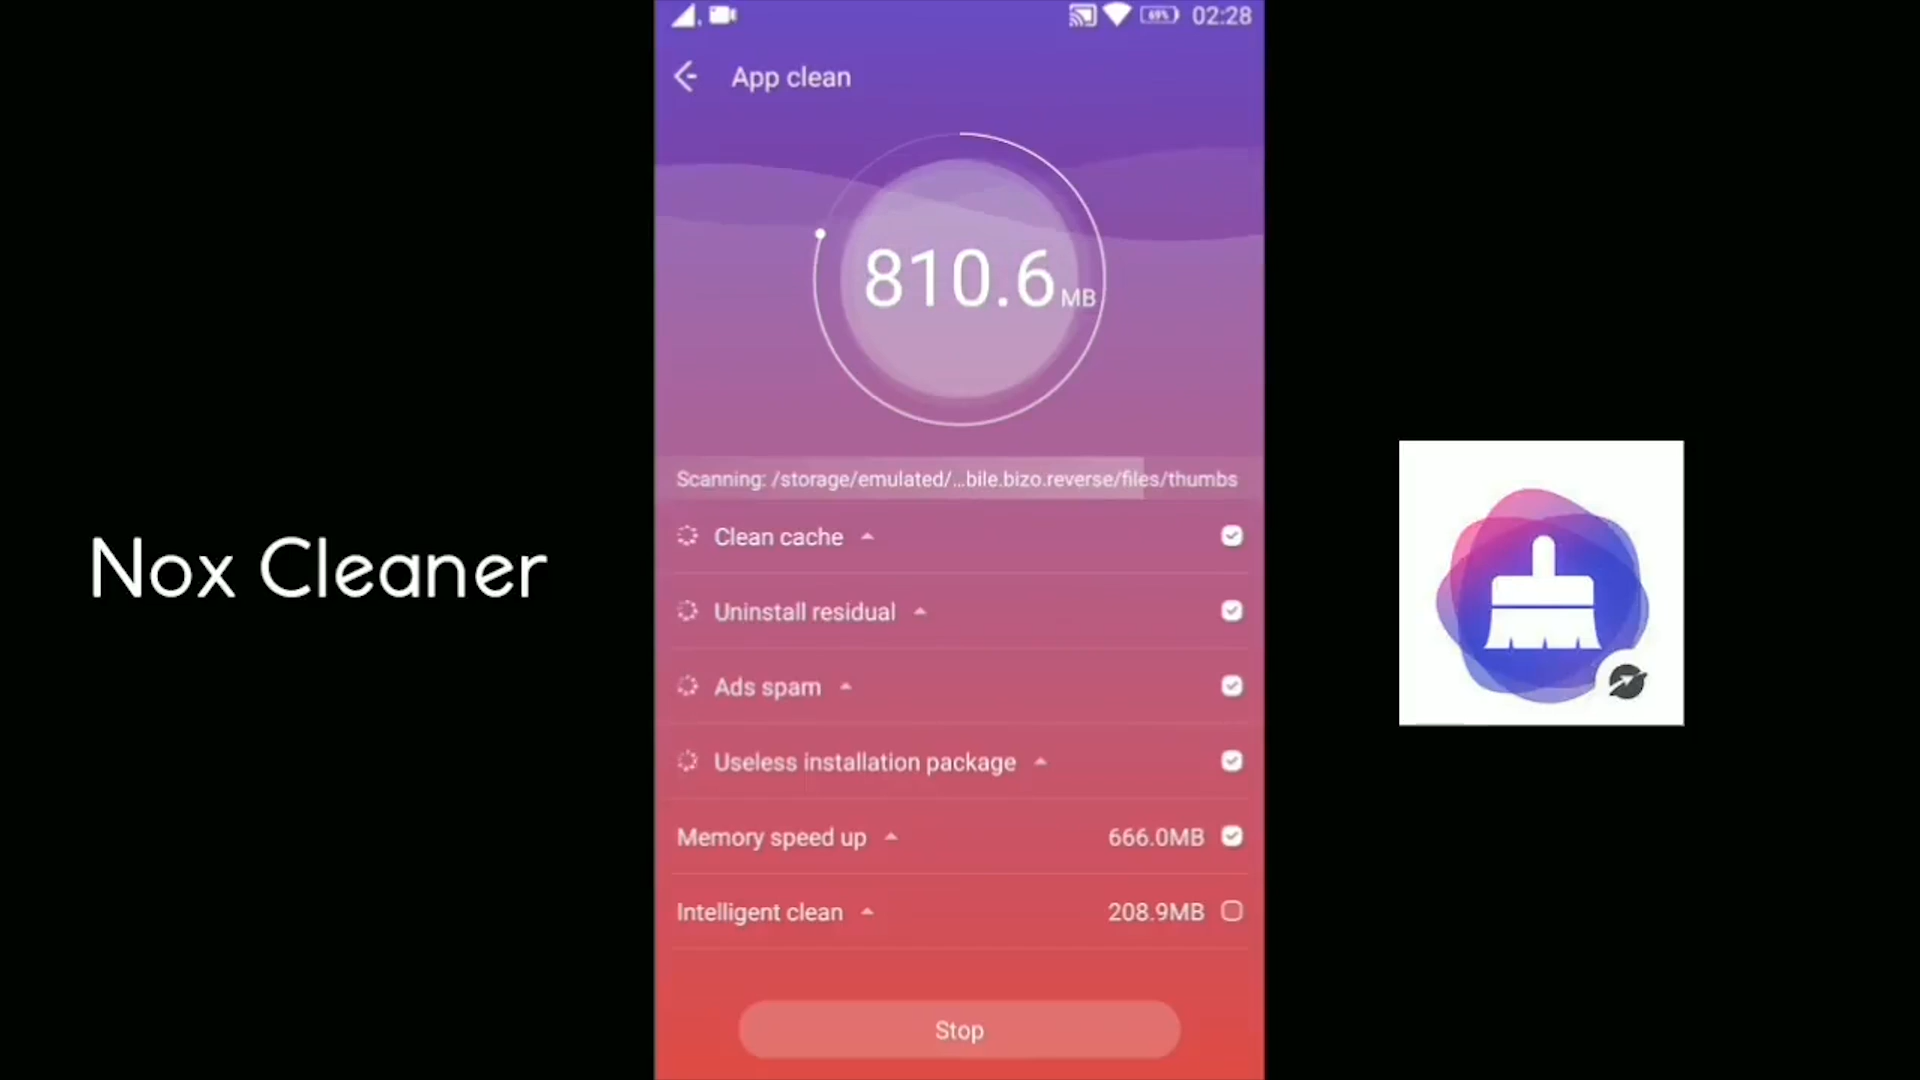 69% 02:28
App clean
810.6 MB
Scanning: /storage/emulated/...bile.bizo.reverse/files/thumbs
Clean cache
Uninstall residual
Nox Cleaner
Ads spam
Useless installation package
Memory speed up 666.0MB
Intelligent clean 208.9MB
Stop